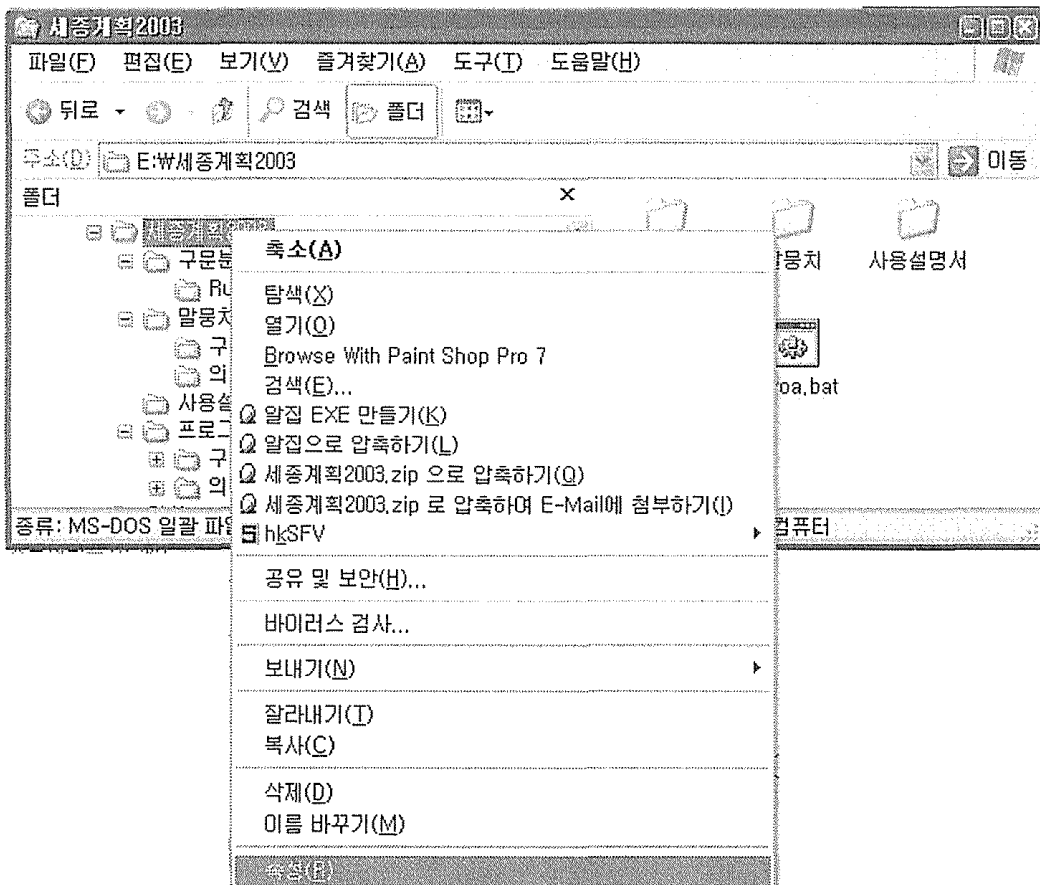 세종계획2003
파일(F) 편집(E) 보기(V) 즐겨찾기(A) 도구(T) 도움말(H)
뒤로 검색 폴더
주소(D) E:₩세종계획2003 이동
폴더 ×
구문분
Ru
말뭉치
구
의
사용설
프로그
구
의
말뭉치 사용설명서
oa.bat
종류: MS-DOS 일괄 파일
컴퓨터
축소(A)
탐색(X)
열기(O)
Browse With Paint Shop Pro 7
검색(E)...
알집 EXE 만들기(K)
알집으로 압축하기(L)
세종계획2003.zip 으로 압축하기(Q)
세종계획2003.zip 로 압축하여 E-Mail에 첨부하기(I)
hkSFV
공유 및 보안(H)...
바이러스 검사...
보내기(N)
잘라내기(T)
복사(C)
삭제(D)
이름 바꾸기(M)
속성(R)